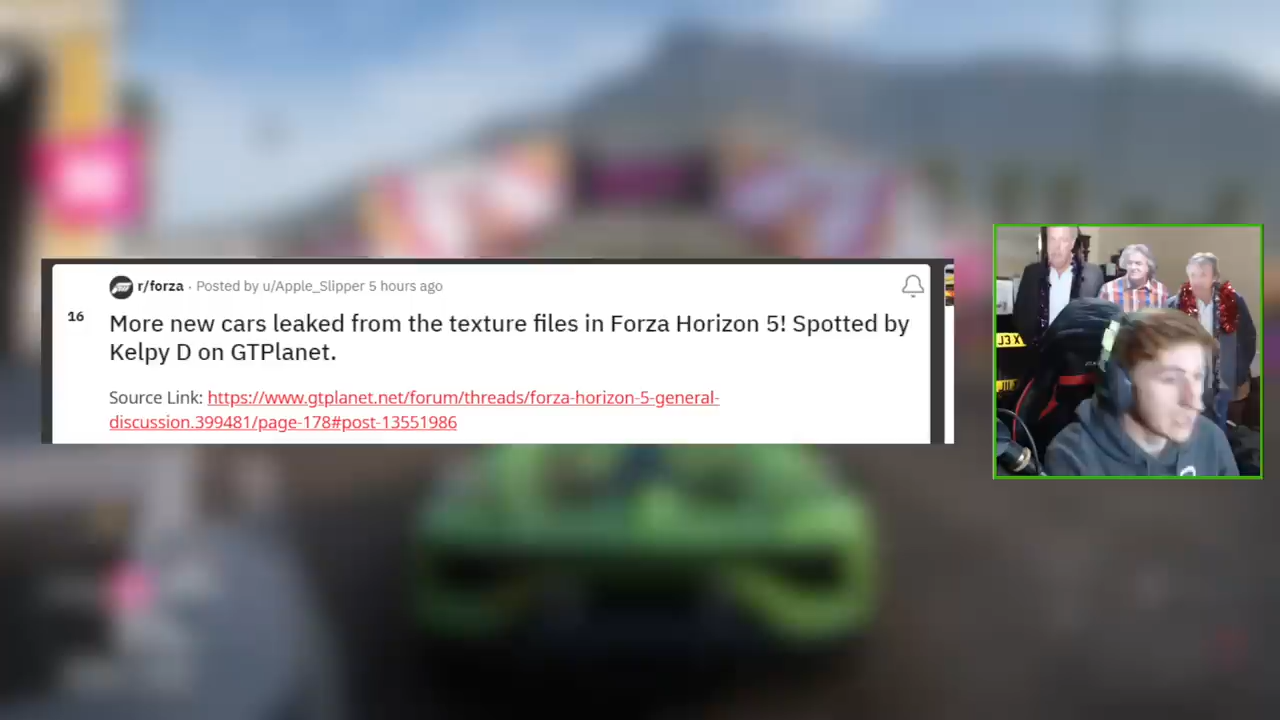 r/forza · Posted by u/Apple_Slipper 5 hours ago
16
More new cars leaked from the texture files in Forza Horizon 5! Spotted by
Kelpy D on GTPlanet.
Source Link: https://www.gtplanet.net/forum/threads/forza-horizon-5-general-
discussion.399481/page-178#post-13551986